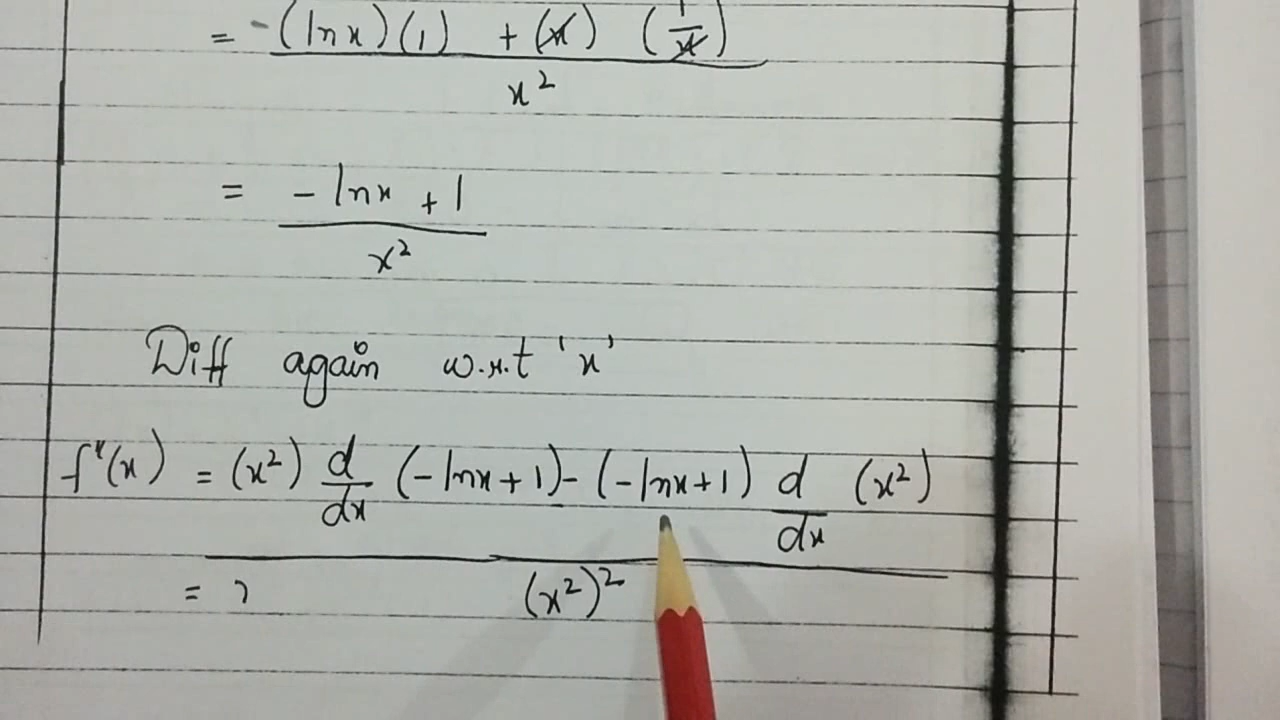 = -(lnx)(1) + (x) (1/x)
x²
= -lnx + 1
x²
Diff again w.r.t 'x'
f''(x) = (x²) d/dx (-lnx+1) - (-lnx+1) d/dx (x²)
= x (x²)²